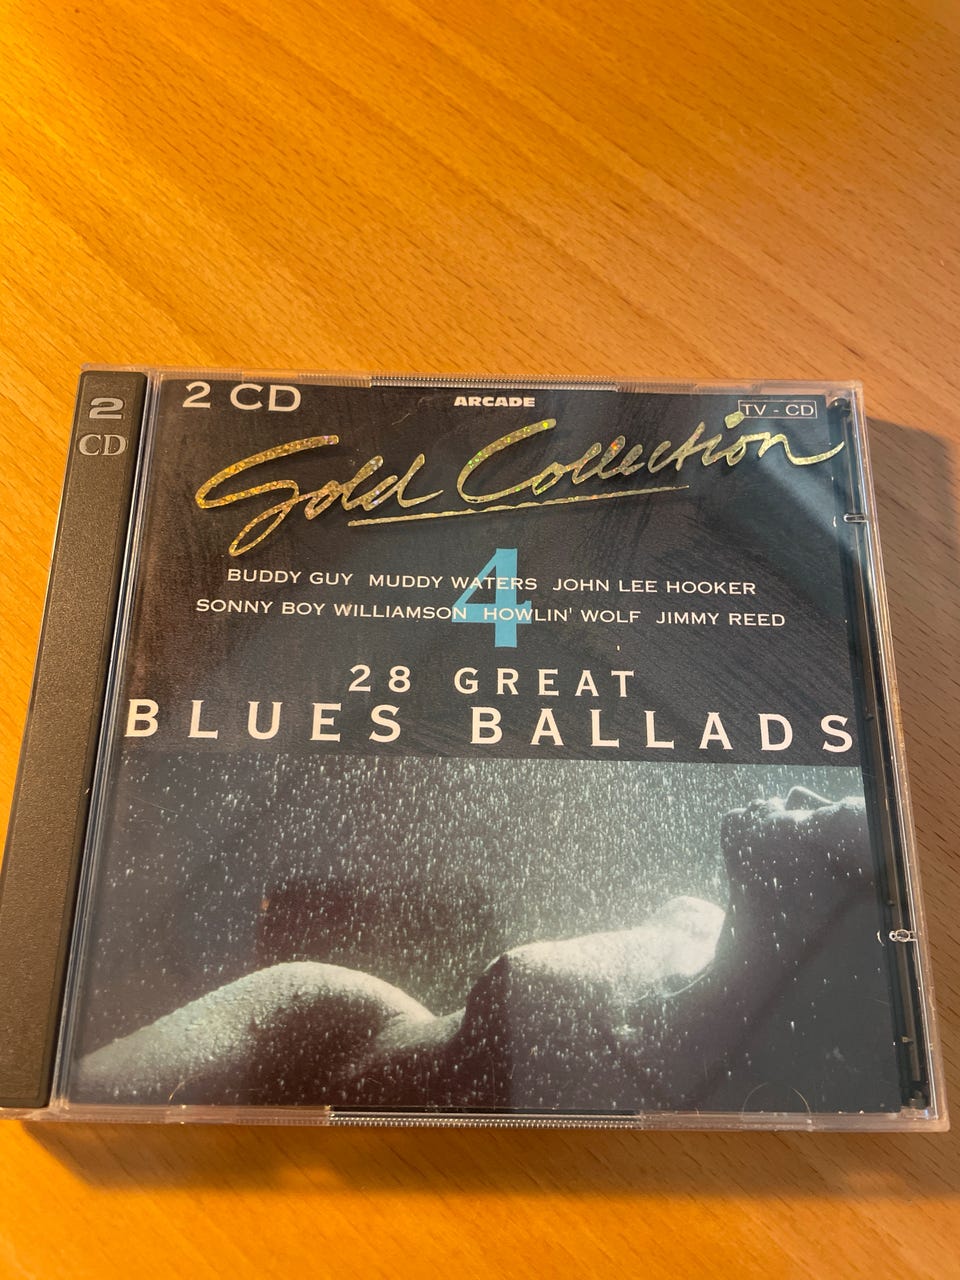 2
CD
2 CD
ARCADE
TV - CD
Gold Collection
4
BUDDY GUY MUDDY WATERS JOHN LEE HOOKER
SONNY BOY WILLIAMSON HOWLIN' WOLF JIMMY REED
28 GREAT
BLUES BALLADS